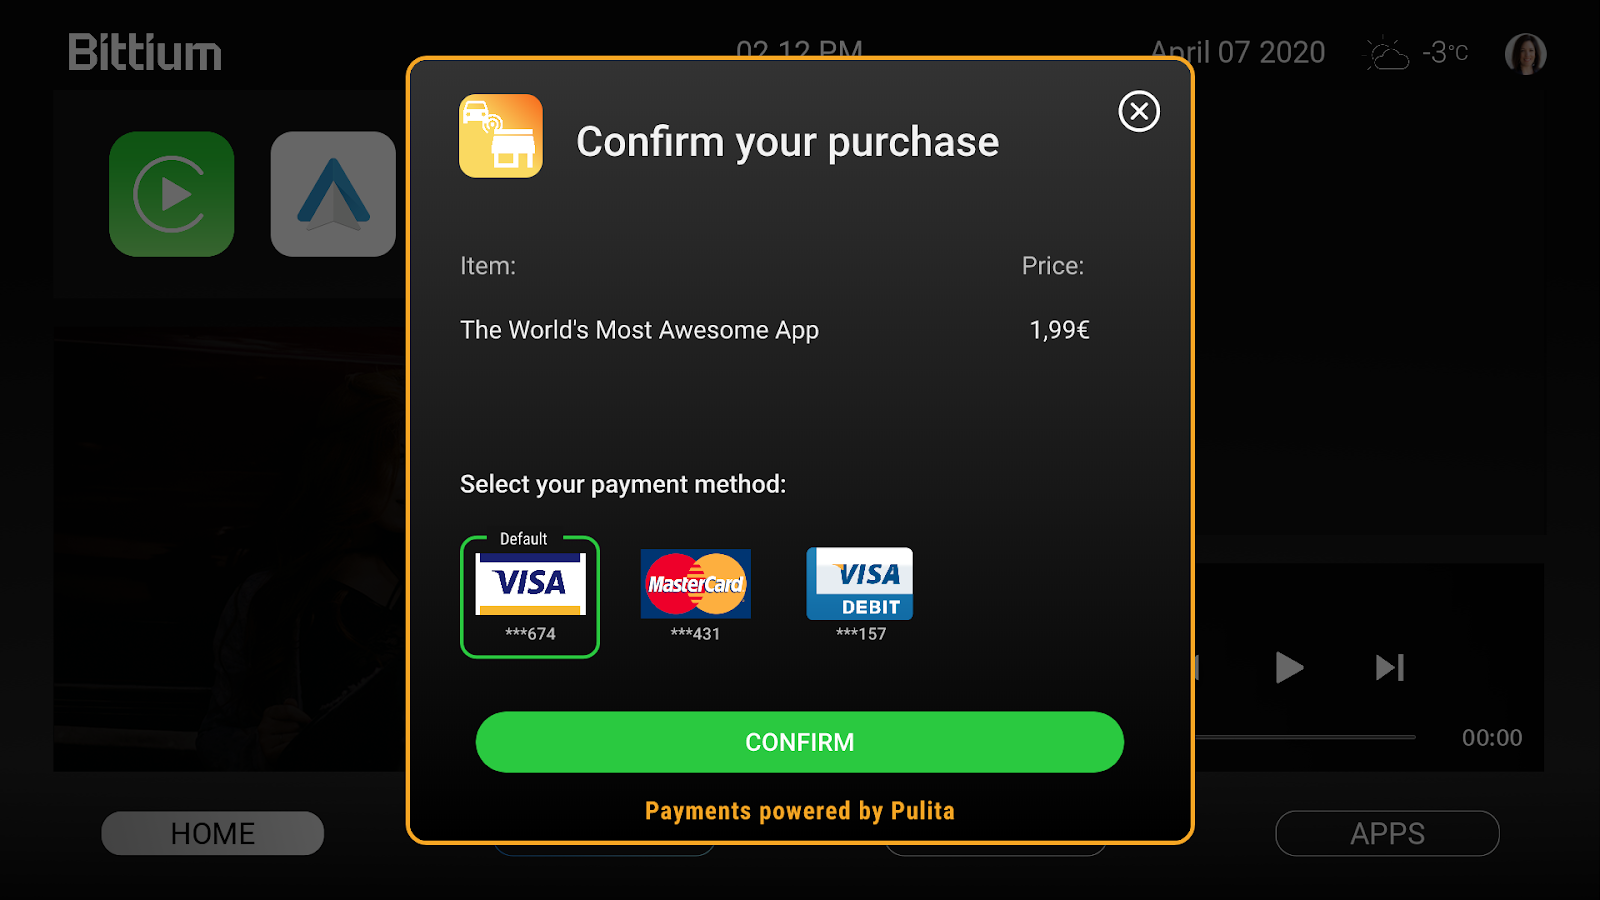 Bittium
02 12 PM
April 07 2020
-3°C
Confirm your purchase
Item:
Price:
The World's Most Awesome App
1,99€
Select your payment method:
Default
VISA
***674
MasterCard
***431
VISA
DEBIT
***157
00:00
CONFIRM
Payments powered by Pulita
HOME
APPS